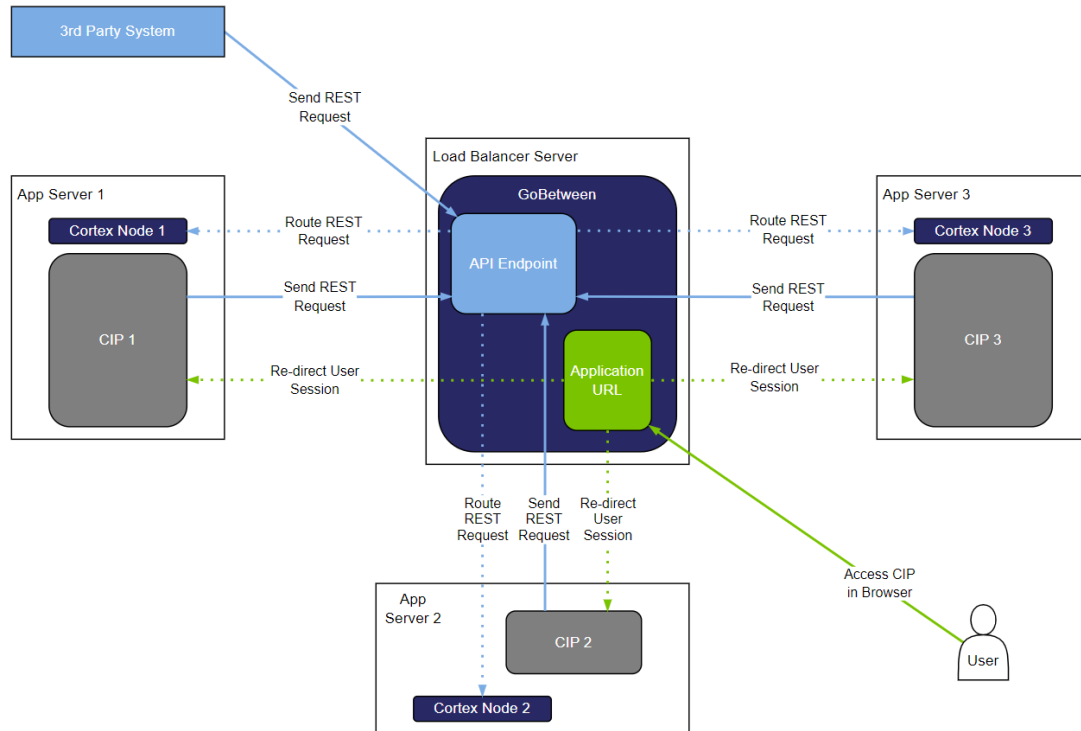 3rd Party System
Send REST
Request
Load Balancer Server
GoBetween
App Server 1
App Server 3
Cortex Node 1
Route REST
Request
API Endpoint
Route REST
Request
Cortex Node 3
CIP 1
Send REST
Request
Send REST
Request
CIP 3
Re-direct User
Session
Application
URL
Re-direct User
Session
Route
REST
Request
Send
REST
Request
Re-direct
User
Session
Access CIP
in Browser
App
Server 2
CIP 2
User
Cortex Node 2